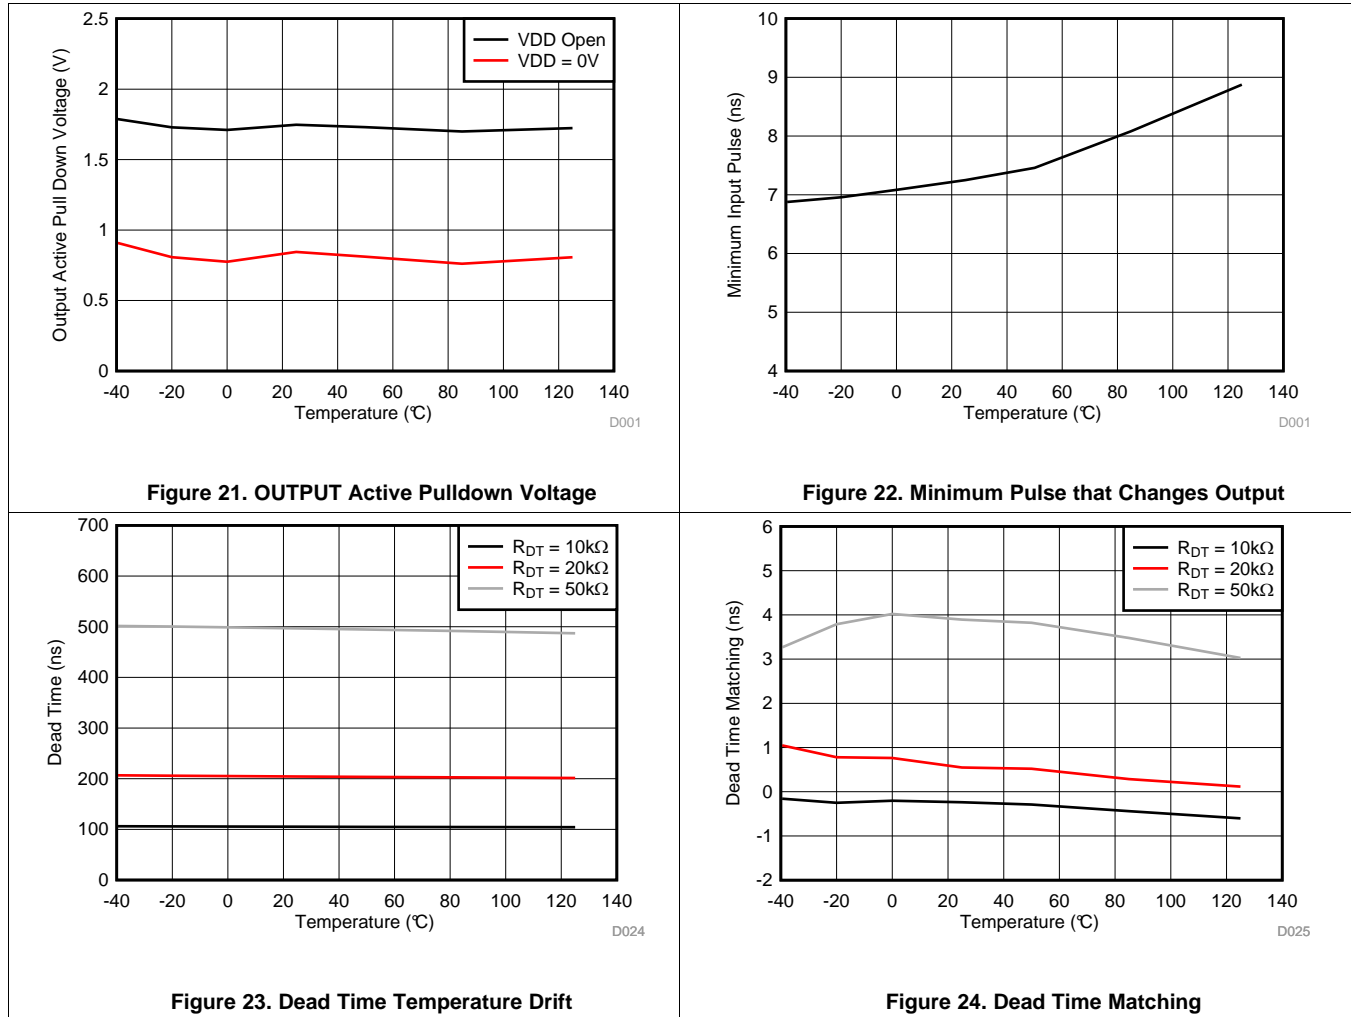 2.5
2
1.5
1
0.5
0
Output Active Pull Down Voltage (V)
VDD Open
VDD = 0V
-40 -20 0 20 40 60 80 100 120 140
Temperature (°C)
D001
Figure 21. OUTPUT Active Pulldown Voltage
10
9
8
7
6
5
4
Minimum Input Pulse (ns)
-40 -20 0 20 40 60 80 100 120 140
Temperature (°C)
D001
Figure 22. Minimum Pulse that Changes Output
700
600
500
400
300
200
100
0
Dead Time (ns)
RDT = 10kΩ
RDT = 20kΩ
RDT = 50kΩ
-40 -20 0 20 40 60 80 100 120 140
Temperature (°C)
D024
Figure 23. Dead Time Temperature Drift
6
5
4
3
2
1
0
-1
-2
Dead Time Matching (ns)
RDT = 10kΩ
RDT = 20kΩ
RDT = 50kΩ
-40 -20 0 20 40 60 80 100 120 140
Temperature (°C)
D025
Figure 24. Dead Time Matching